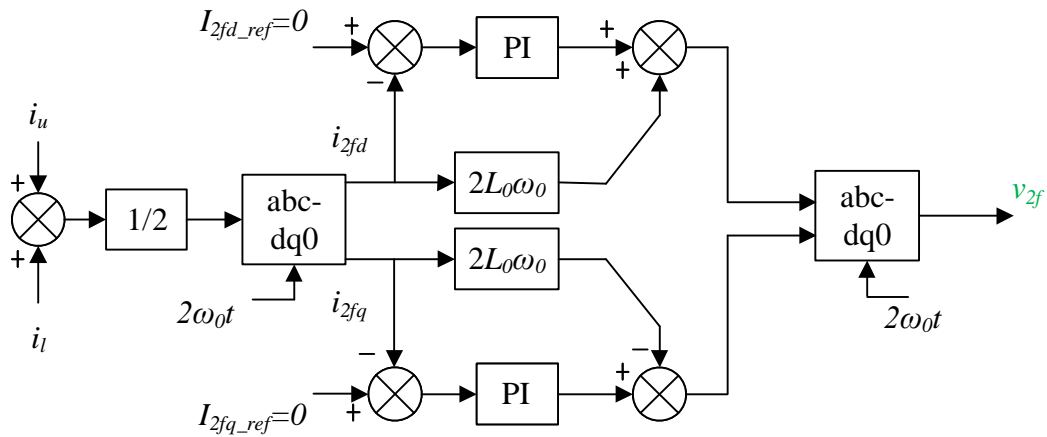 I2fd_ref=0
+
−
PI
+
+
iu
+
+
il
1/2
abc-
dq0
2ω0t
i2fd
2L0ω0
i2fq
2L0ω0
abc-
dq0
2ω0t
v2f
−
+
I2fq_ref=0
PI
+
−